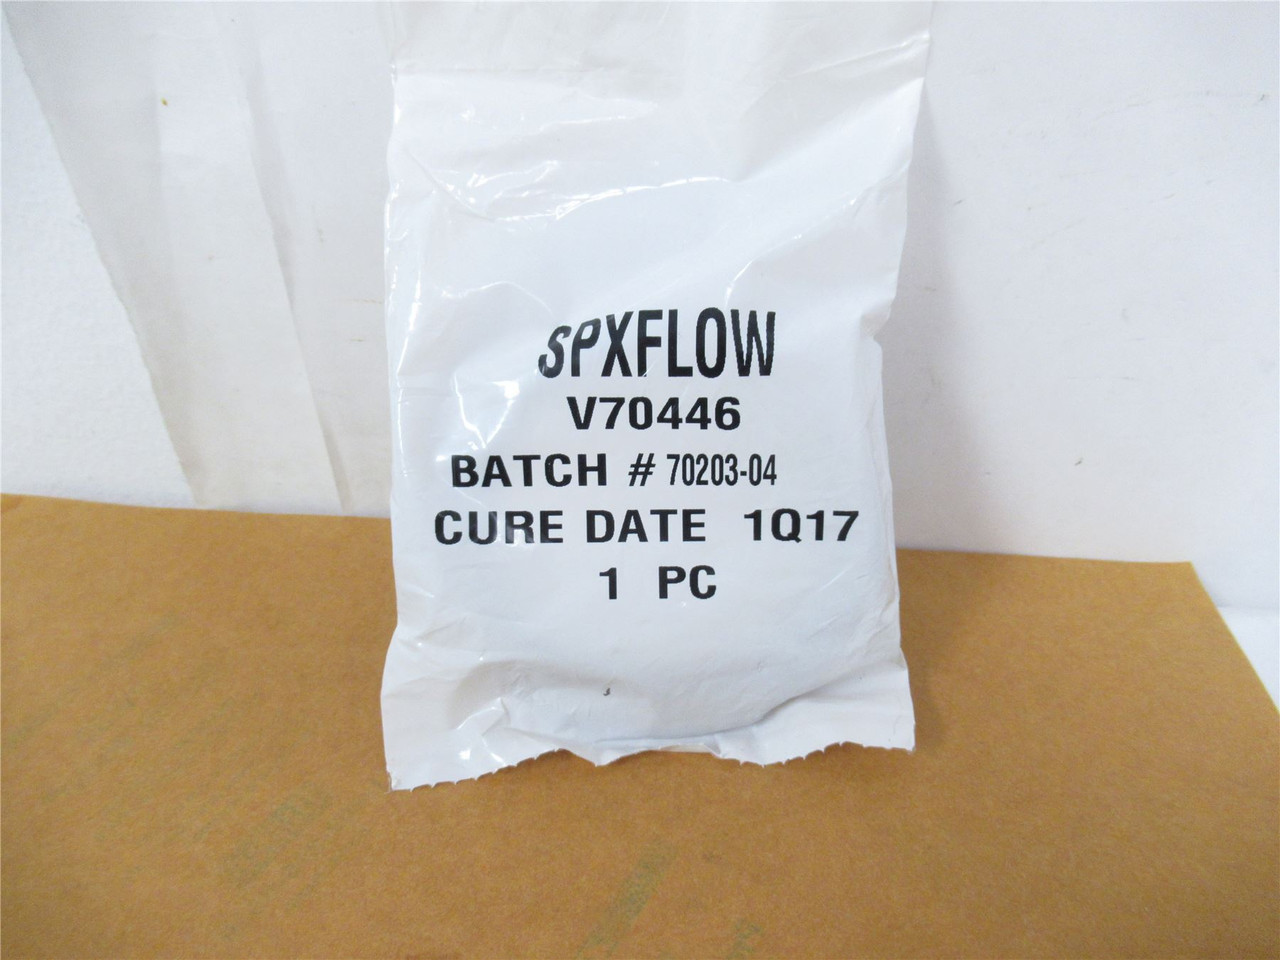 SPXFLOW
V70446
BATCH # 70203-04
CURE DATE 1Q17
1 PC